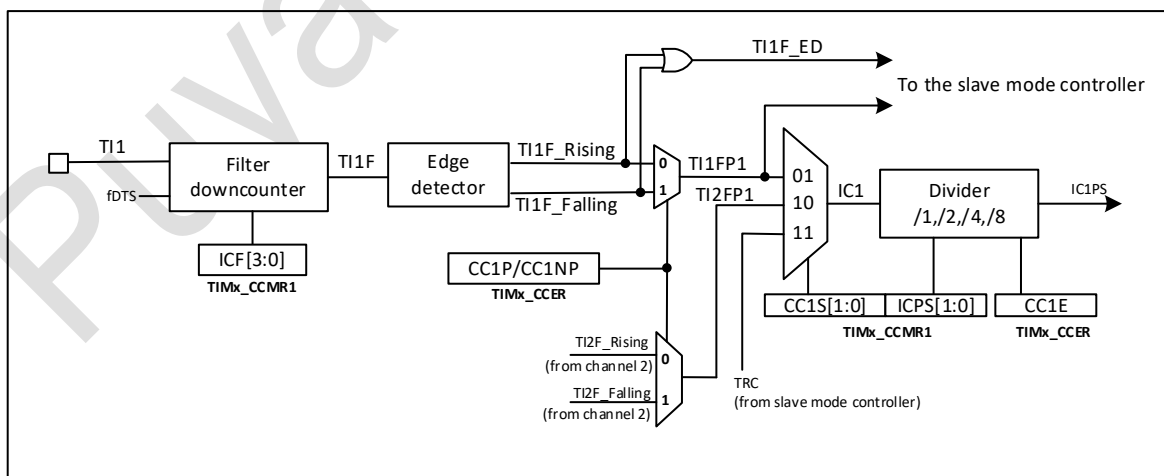 Puya
TI1F_ED
To the slave mode controller
TI1
fDTS
Filter
downcounter
TI1F
Edge
detector
TI1F_Rising
TI1F_Falling
0
1
TI1FP1
TI2FP1
01
10
11
IC1
Divider
/1,/2,/4,/8
IC1PS
ICF[3:0]
TIMx_CCMR1
CC1P/CC1NP
TIMx_CCER
CC1S[1:0]
ICPS[1:0]
TIMx_CCMR1
CC1E
TIMx_CCER
TI2F_Rising
(from channel 2)
TI2F_Falling
(from channel 2)
0
1
TRC
(from slave mode controller)